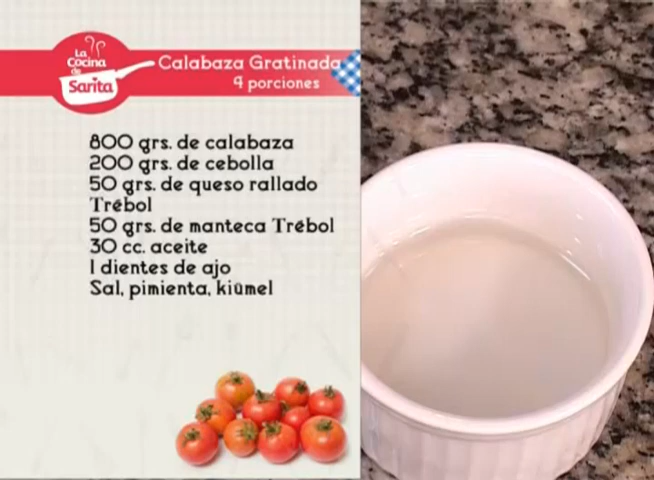 La
Cocina
de
Sarita
Calabaza Gratinada
4 porciones
800 grs. de calabaza
200 grs. de cebolla
50 grs. de queso rallado
Trébol
50 grs. de manteca Trébol
30 cc. aceite
1 dientes de ajo
Sal, pimienta, kiümel